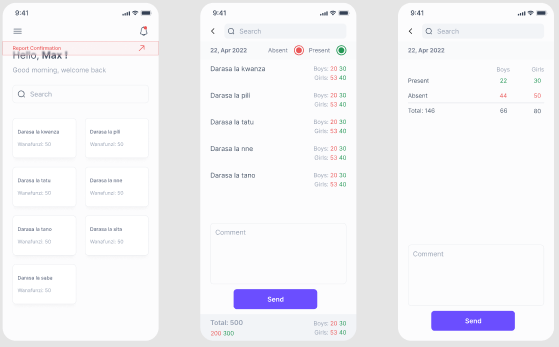 9:41
Report Confirmation
Hello, Max !
Good morning, welcome back
Search
Darasa la kwanza
Wanafunzi: 50
Darasa la pili
Wanafunzi: 50
Darasa la tatu
Wanafunzi: 50
Darasa la nne
Wanafunzi: 50
Darasa la tano
Wanafunzi: 50
Darasa la sita
Wanafunzi: 50
Darasa la saba
Wanafunzi: 50
9:41
Search
22, Apr 2022 Absent Present
Darasa la kwanza Boys: 20 30
Girls: 53 40
Darasa la pili Boys: 20 30
Girls: 53 40
Darasa la tatu Boys: 20 30
Girls: 53 40
Darasa la nne Boys: 20 30
Girls: 53 40
Darasa la tano Boys: 20 30
Girls: 53 40
Comment
Send
Total: 500 Boys: 20 30
200 300 Girls: 53 40
9:41
Search
22, Apr 2022
Boys Girls
Present 22 30
Absent 44 50
Total: 146 66 80
Comment
Send